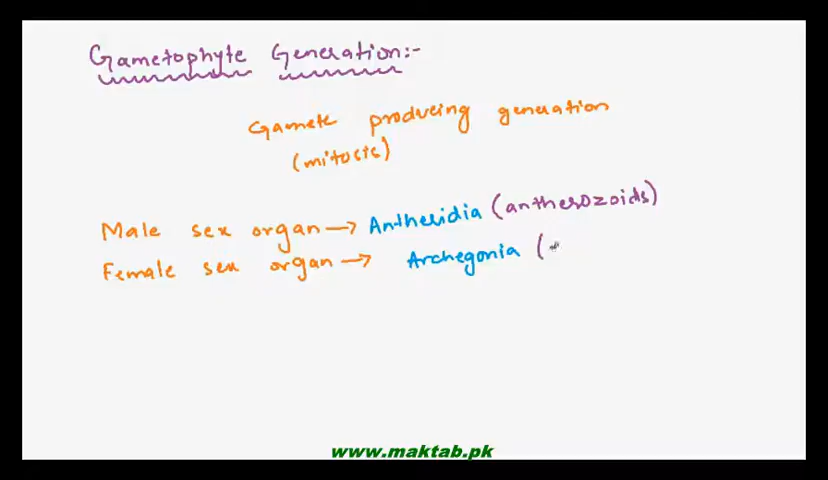 Gametophyte Generation:-
Gamete producing generation
(mitosis)
Male sex organ → Antheridia (antherozoids)
Female sex organ → Archegonia (
www.maktab.pk